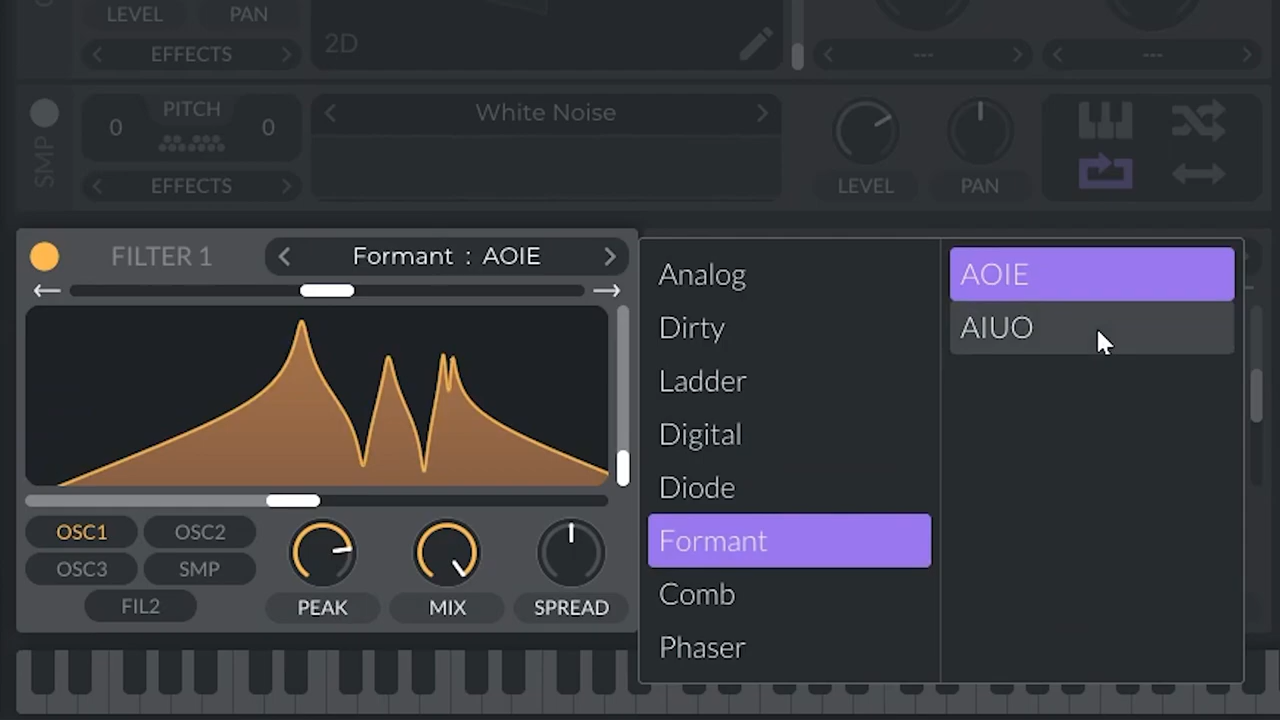 LEVEL PAN
EFFECTS
2D
--- ---
SMP
0 PITCH 0
EFFECTS
White Noise
LEVEL PAN
FILTER 1
Formant : AOIE
OSC1 OSC2
OSC3 SMP
FIL2
PEAK MIX SPREAD
Analog
Dirty
Ladder
Digital
Diode
Formant
Comb
Phaser
AOIE
AIUO